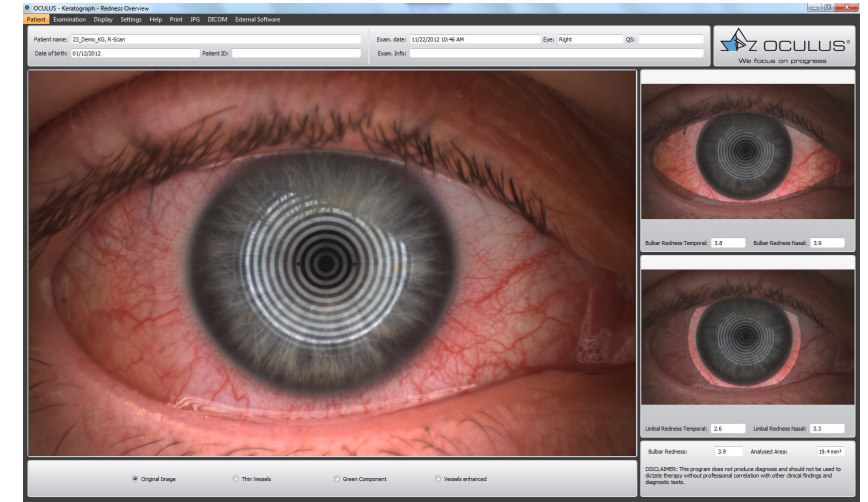 OCULUS - Keratograph - Redness Overview
Patient Examination Display Settings Help Print JPG DICOM External Software
Patient name: 23_Demo_KG, R-Scan Exam. date: 11/22/2012 10:46 AM Eye: Right QS:
Date of birth: 01/12/2012 Patient ID: Exam. Info:
OCULUS®
We focus on progress
Bulbar Redness Temporal: 3.8 Bulbar Redness Nasal: 3.9
Limbal Redness Temporal: 2.6 Limbal Redness Nasal: 3.3
Bulbar Redness: 3.9 Analysed Area: 19.4 mm²
DISCLAIMER: This program does not produce diagnosis and should not be used to
dictate therapy without professional correlation with other clinical findings and
diagnostic tests.
Original Image Thin Vessels Green Component Vessels enhanced